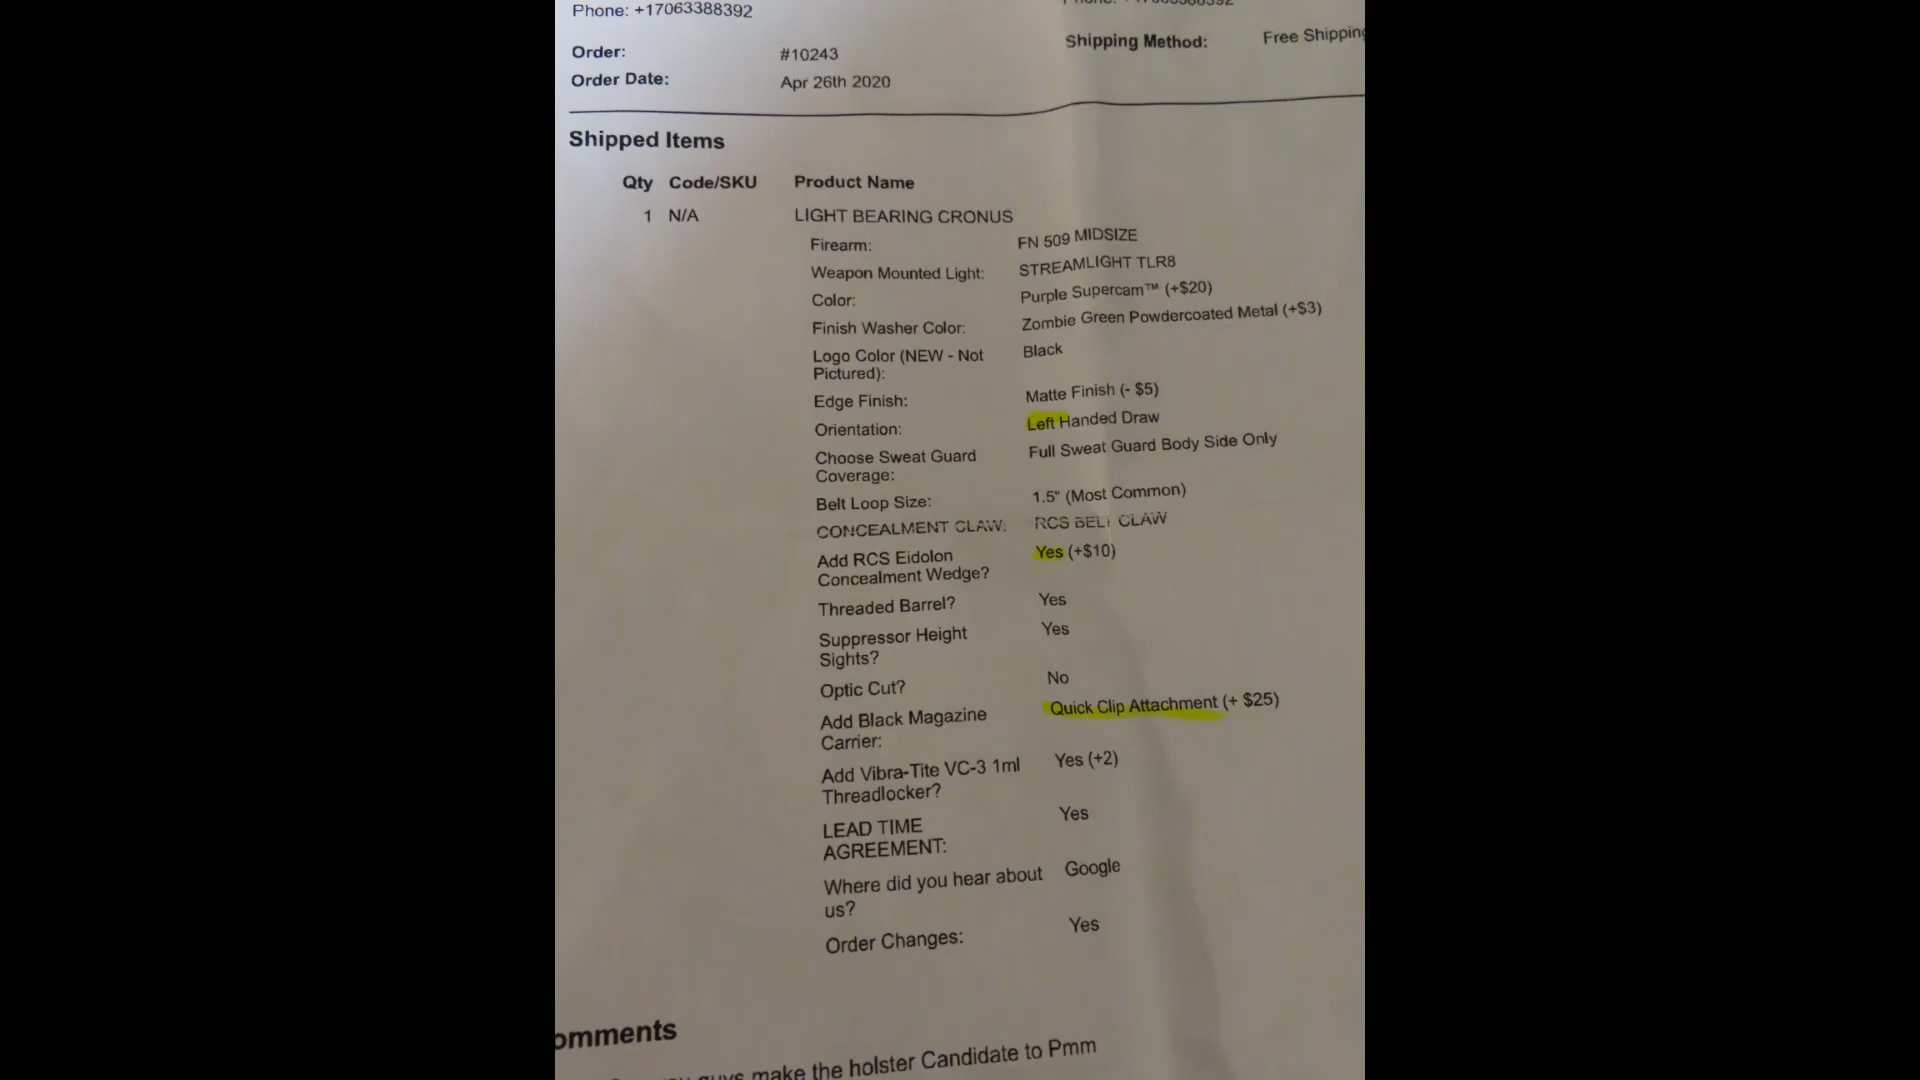 Phone: +17063388392
Shipping Method: Free Shipping
Order: #10243
Order Date: Apr 26th 2020
Shipped Items
Qty Code/SKU Product Name
1 N/A LIGHT BEARING CRONUS
Firearm: FN 509 MIDSIZE
Weapon Mounted Light: STREAMLIGHT TLR8
Color: Purple Supercam™ (+$20)
Finish Washer Color: Zombie Green Powdercoated Metal (+$3)
Logo Color (NEW - Not Black
Pictured):
Edge Finish: Matte Finish (- $5)
Orientation: Left Handed Draw
Choose Sweat Guard Full Sweat Guard Body Side Only
Coverage:
Belt Loop Size: 1.5" (Most Common)
CONCEALMENT CLAW: RCS BELT CLAW
Add RCS Eidolon Yes (+$10)
Concealment Wedge?
Threaded Barrel? Yes
Suppressor Height Yes
Sights?
Optic Cut? No
Add Black Magazine Quick Clip Attachment (+ $25)
Carrier:
Add Vibra-Tite VC-3 1ml Yes (+2)
Threadlocker?
LEAD TIME Yes
AGREEMENT:
Where did you hear about Google
us?
Order Changes: Yes
omments
guys make the holster Candidate to Pmm